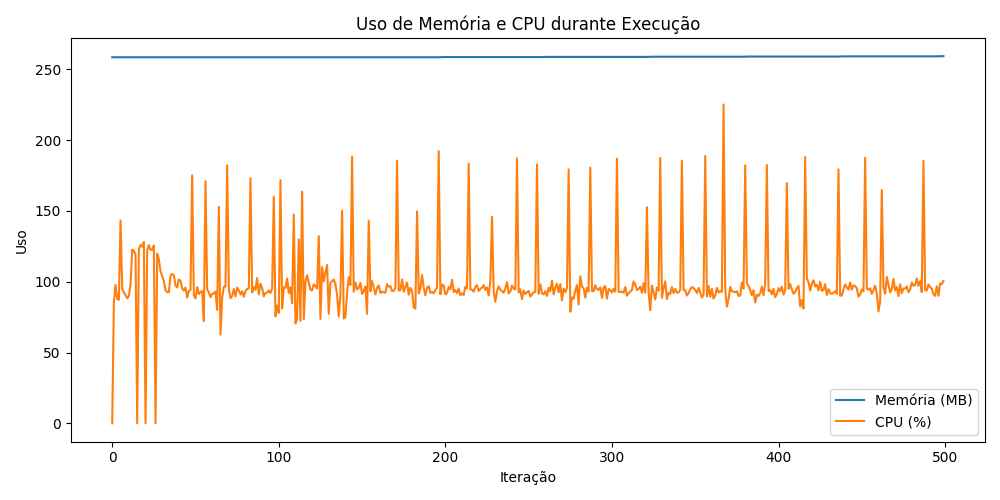 Uso de Memória e CPU durante Execução
Uso
250
200
150
100
50
0
0 100 200 300 400 500
Iteração
Memória (MB)
CPU (%)